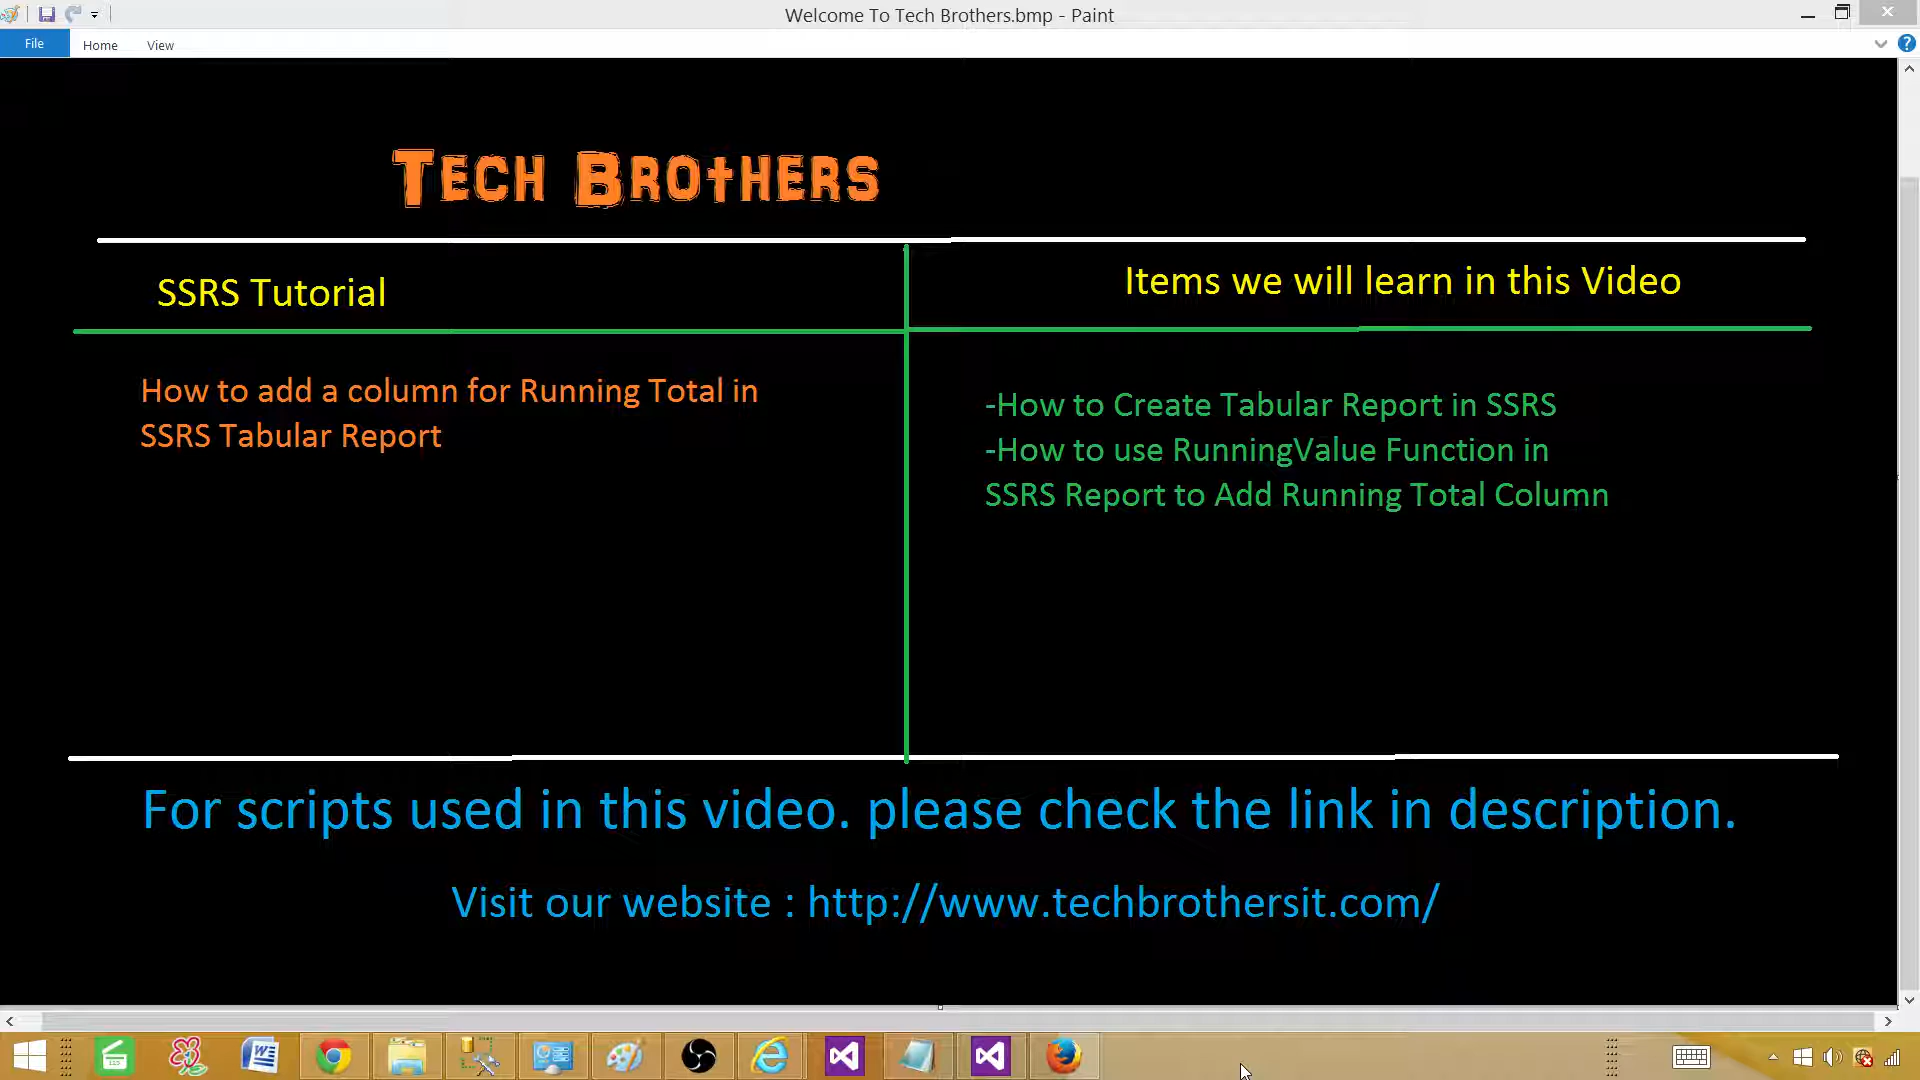 Welcome To Tech Brothers.bmp - Paint
File Home View
Tech Brothers
SSRS Tutorial
Items we will learn in this Video
How to add a column for Running Total in
SSRS Tabular Report
-How to Create Tabular Report in SSRS
-How to use RunningValue Function in
SSRS Report to Add Running Total Column
For scripts used in this video. please check the link in description.
Visit our website : http://www.techbrothersit.com/